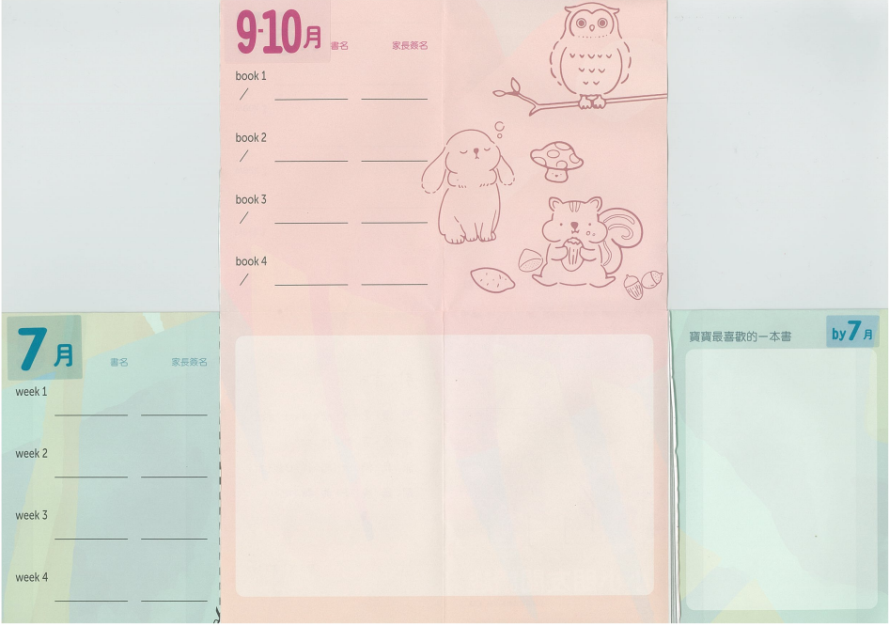 9-10月 書名 家長簽名
book 1
/
book 2
/
book 3
/
book 4
/
7月 書名 家長簽名
week 1
week 2
week 3
week 4
寶寶最喜歡的一本書 by 7月